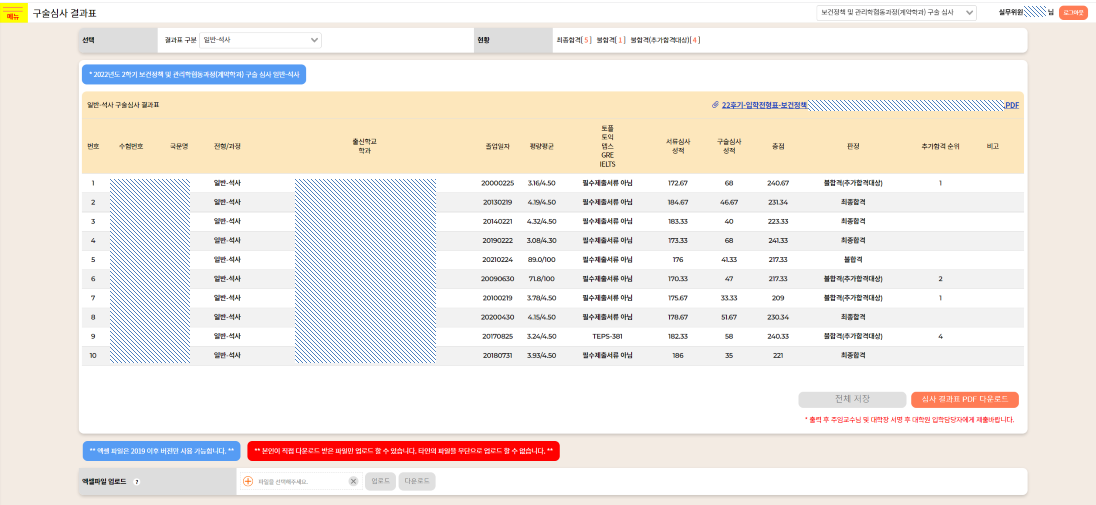 메뉴 구술심사 결과표 보건정책 및 관리학협동과정(계약학과) 구술 심사 실무위원 님 로그아웃
선택 결과표 구분 일반-석사 현황 최종합격[ 5 ] 불합격[ 1 ] 불합격(추가합격대상)[ 4 ]
* 2022년도 2학기 보건정책 및 관리학협동과정(계약학과) 구술 심사 일반-석사
일반-석사 구술심사 결과표 22후기-입학전형표-보건정책 .PDF
번호 수험번호 국문명 전형/과정 출신학교 학과 졸업일자 평량평균 토플 토익 텝스 GRE IELTS 서류심사 성적 구술심사 성적 총점 판정 추가합격 순위 비고
1 일반-석사 20000225 3.16/4.50 필수제출서류 아님 172.67 68 240.67 불합격(추가합격대상) 1
2 일반-석사 20130219 4.19/4.50 필수제출서류 아님 184.67 46.67 231.34 최종합격
3 일반-석사 20140221 4.32/4.50 필수제출서류 아님 183.33 40 223.33 최종합격
4 일반-석사 20190222 3.08/4.30 필수제출서류 아님 173.33 68 241.33 최종합격
5 일반-석사 20210224 89.0/100 필수제출서류 아님 176 41.33 217.33 불합격
6 일반-석사 20090630 71.8/100 필수제출서류 아님 170.33 47 217.33 불합격(추가합격대상) 2
7 일반-석사 20100219 3.78/4.50 필수제출서류 아님 175.67 33.33 209 불합격(추가합격대상) 1
8 일반-석사 20200430 4.15/4.50 필수제출서류 아님 178.67 51.67 230.34 최종합격
9 일반-석사 20170825 3.24/4.50 TEPS-381 182.33 58 240.33 불합격(추가합격대상) 4
10 일반-석사 20180731 3.93/4.50 필수제출서류 아님 186 35 221 최종합격
전체 저장 심사 결과표 PDF 다운로드
* 출력 후 주임교수님 및 대학장 서명 후 대학원 입학담당자에게 제출바랍니다.
** 엑셀 파일은 2019 이후 버전만 사용 가능합니다. ** ** 본인이 직접 다운로드 받은 파일만 업로드 할 수 있습니다. 타인의 파일을 무단으로 업로드 할 수 없습니다. **
엑셀파일 업로드 ? 파일을 선택해주세요. 업로드 다운로드